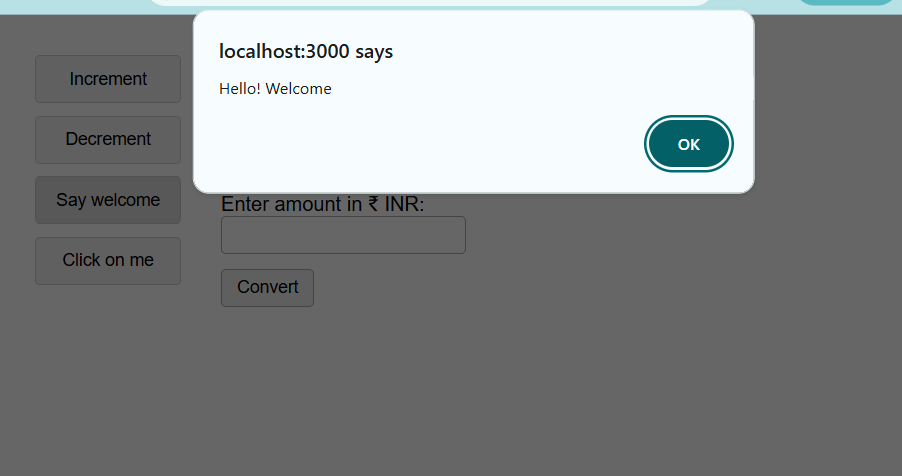 localhost:3000 says
Hello! Welcome
OK
Increment
Decrement
Say welcome
Click on me
Enter amount in ₹ INR:
Convert